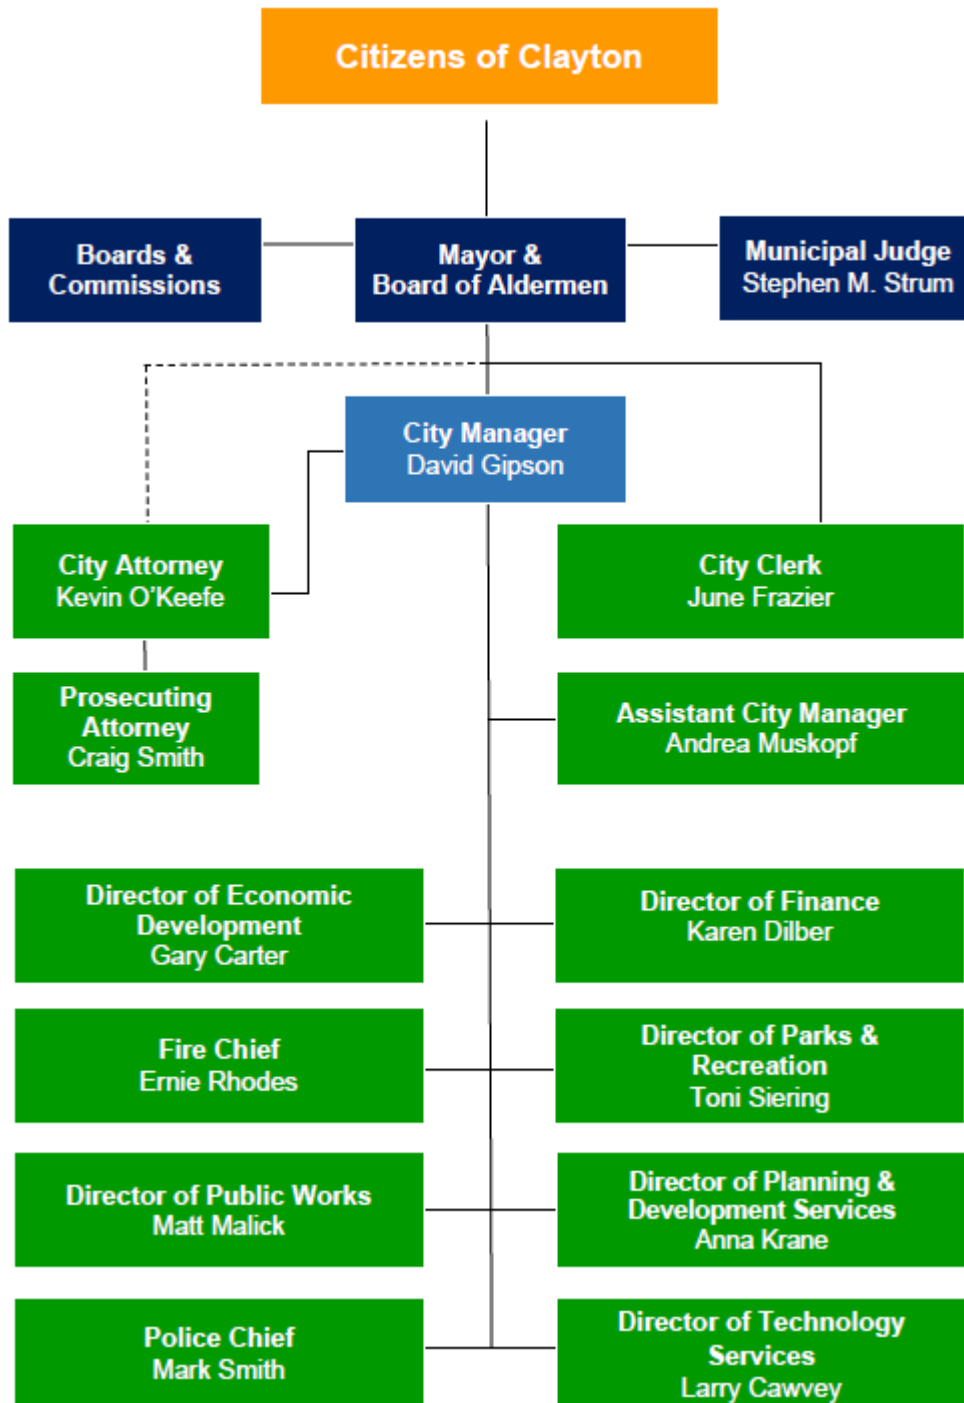 Citizens of Clayton
Boards &
Commissions
Mayor &
Board of Aldermen
Municipal Judge
Stephen M. Strum
City Manager
David Gipson
City Attorney
Kevin O'Keefe
City Clerk
June Frazier
Prosecuting
Attorney
Craig Smith
Assistant City Manager
Andrea Muskopf
Director of Economic
Development
Gary Carter
Director of Finance
Karen Dilber
Fire Chief
Ernie Rhodes
Director of Parks &
Recreation
Toni Siering
Director of Public Works
Matt Malick
Director of Planning &
Development Services
Anna Krane
Police Chief
Mark Smith
Director of Technology
Services
Larry Cawvey